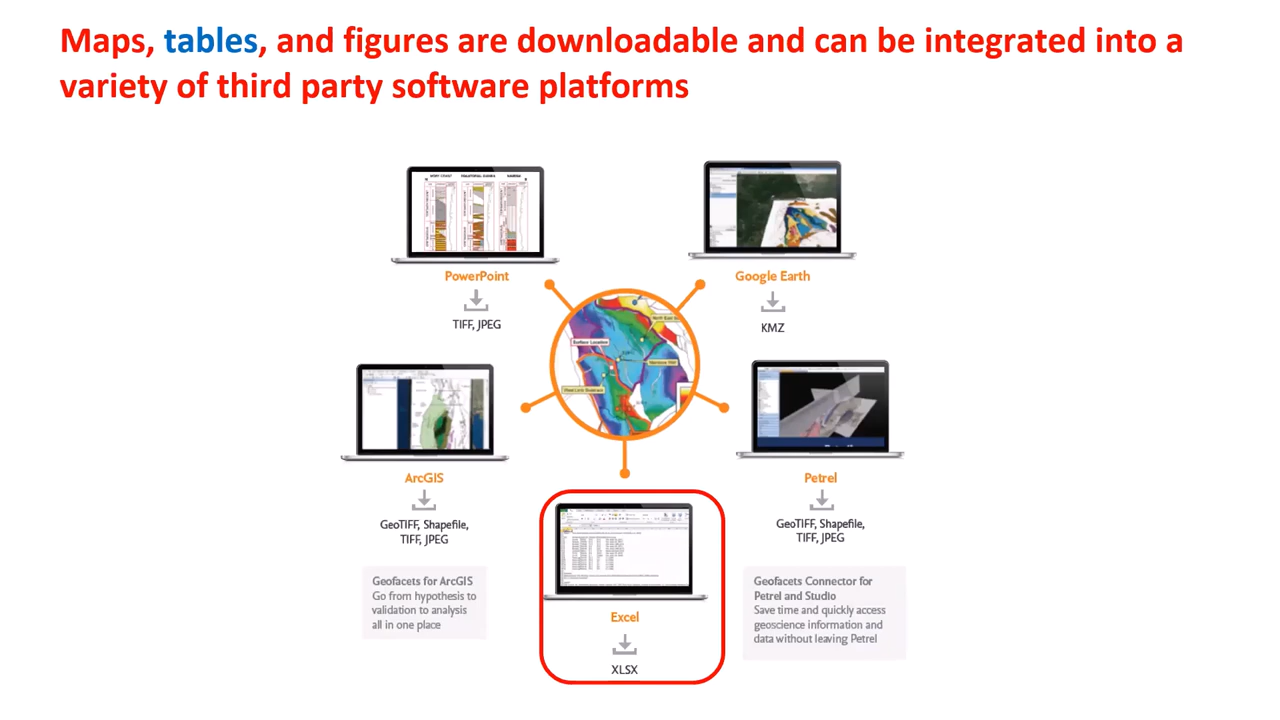 Maps, tables, and figures are downloadable and can be integrated into a
variety of third party software platforms
PowerPoint
TIFF, JPEG
Google Earth
KMZ
Surface Location
ArcGIS
GeoTIFF, Shapefile,
TIFF, JPEG
Geofacets for ArcGIS
Go from hypothesis to
validation to analysis
all in one place
Petrel
GeoTIFF, Shapefile,
TIFF, JPEG
Geofacets Connector for
Petrel and Studio
Save time and quickly access
geoscience information and
data without leaving Petrel
Excel
XLSX